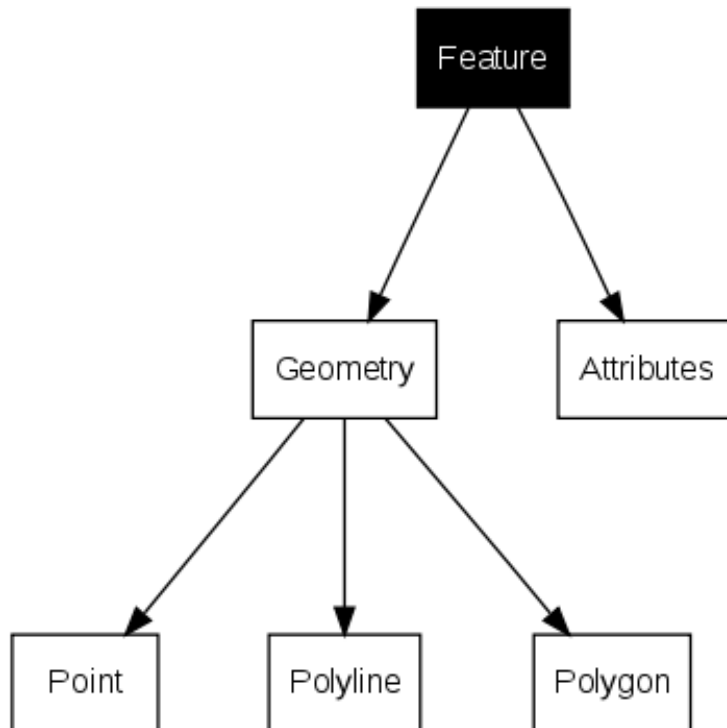 Feature
Geometry
Attributes
Point
Polyline
Polygon